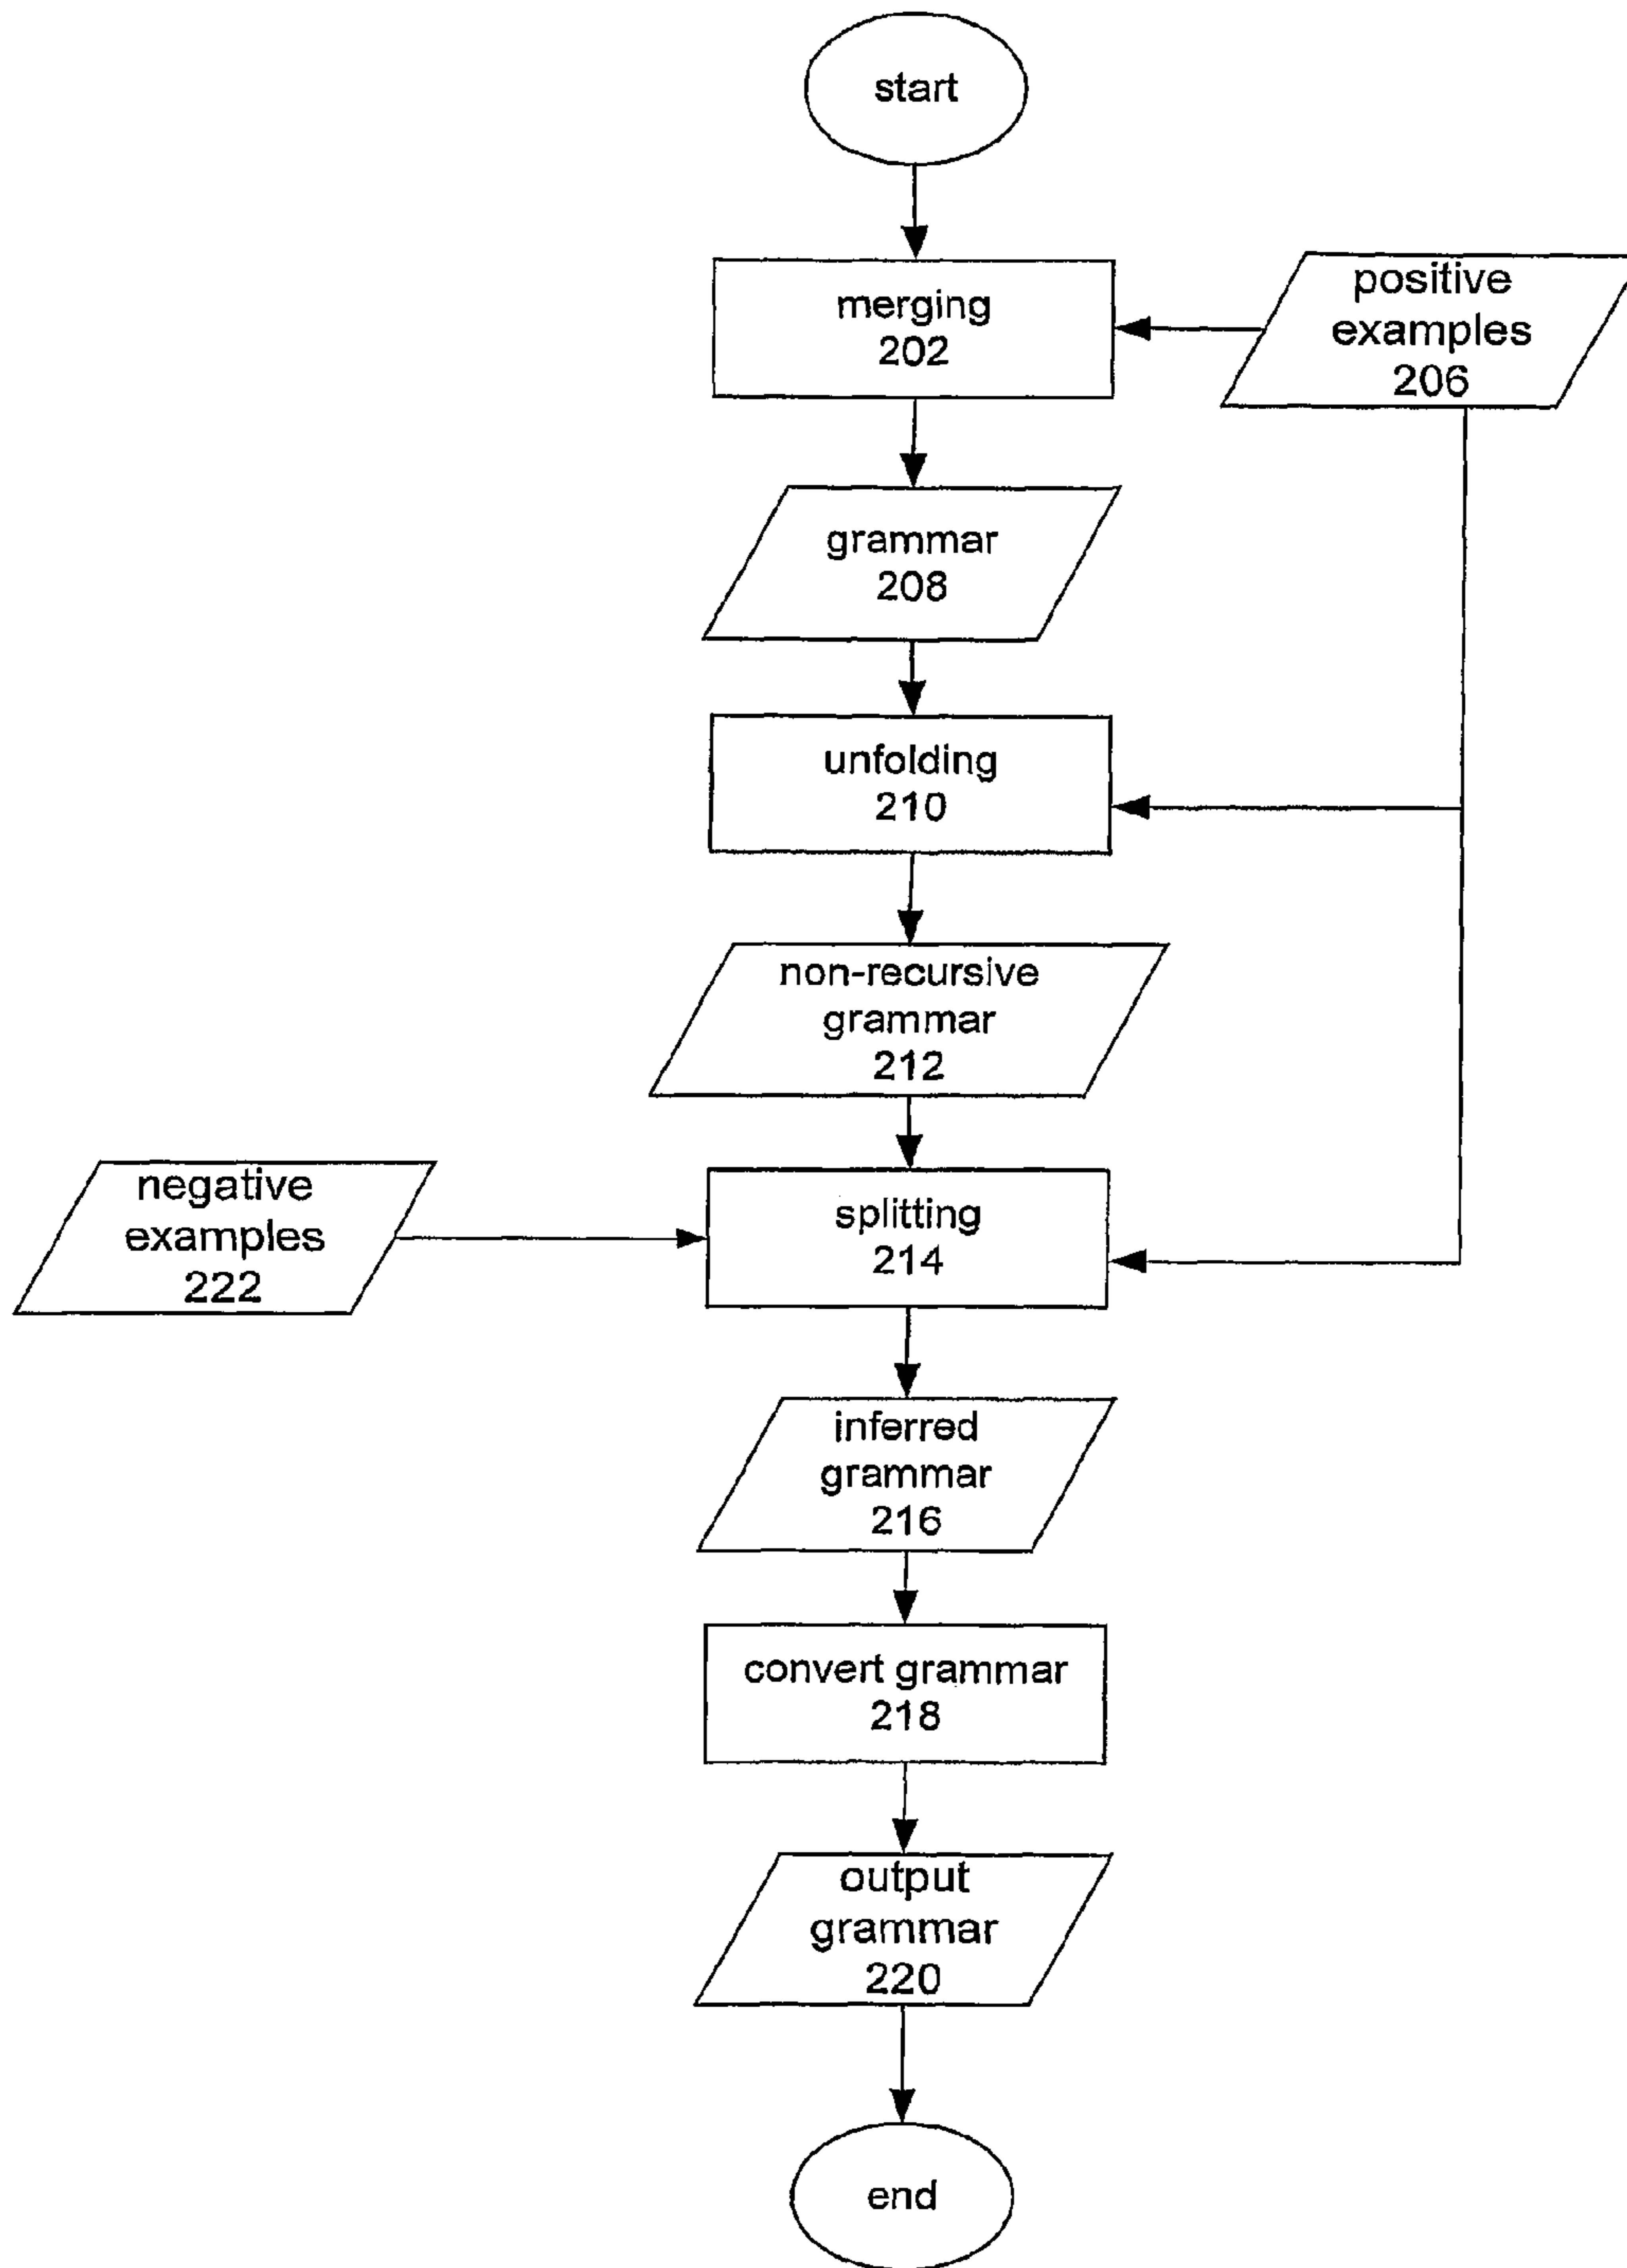 start
merging
202
positive
examples
206
grammar
208
unfolding
210
non-recursive
grammar
212
negative
examples
222
splitting
214
inferred
grammar
216
convert grammar
218
output
grammar
220
end